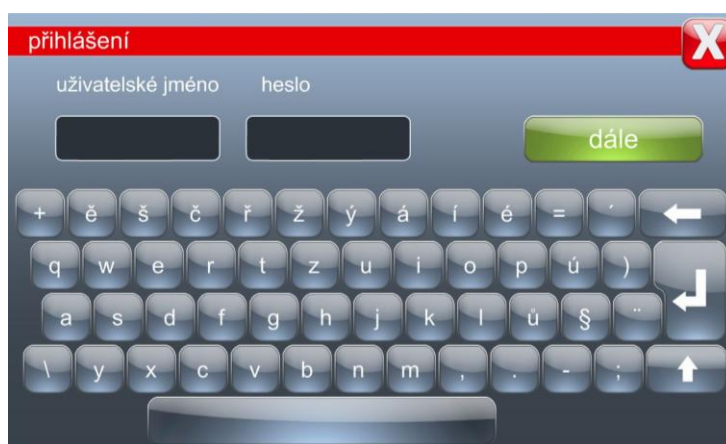 přihlášení
X
uživatelské jméno heslo
dále
+ ě š č ř ž ý á í é = ´
q w e r t z u i o p ú )
a s d f g h j k l ů § ¨
\ y x c v b n m , . - ;